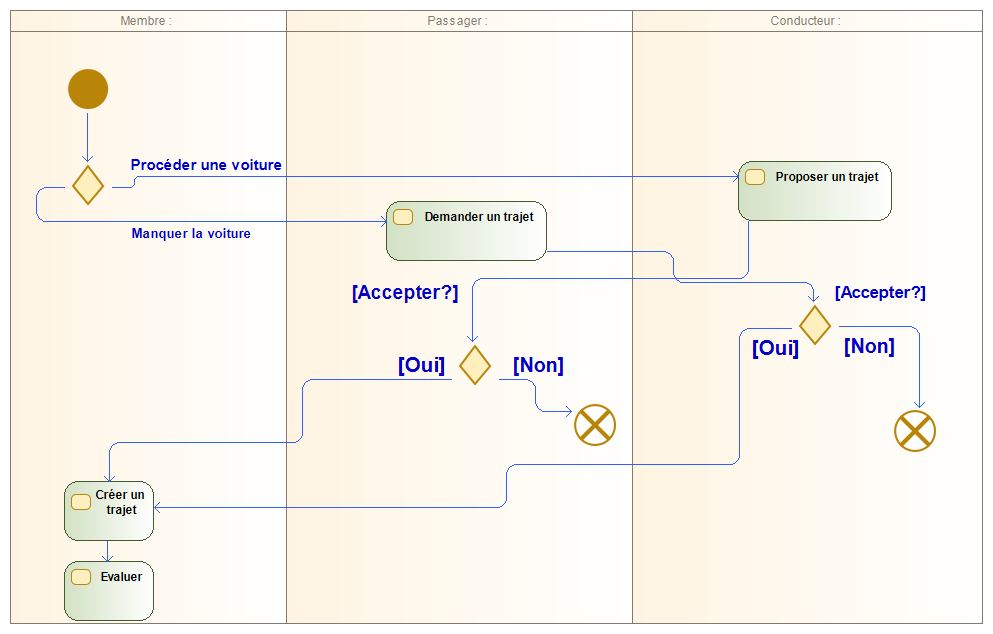 Membre :
Passager :
Conducteur :
Procéder une voiture
Proposer un trajet
Demander un trajet
Manquer la voiture
[Accepter?]
[Accepter?]
[Oui]
[Non]
[Oui]
[Non]
Créer un
trajet
Evaluer